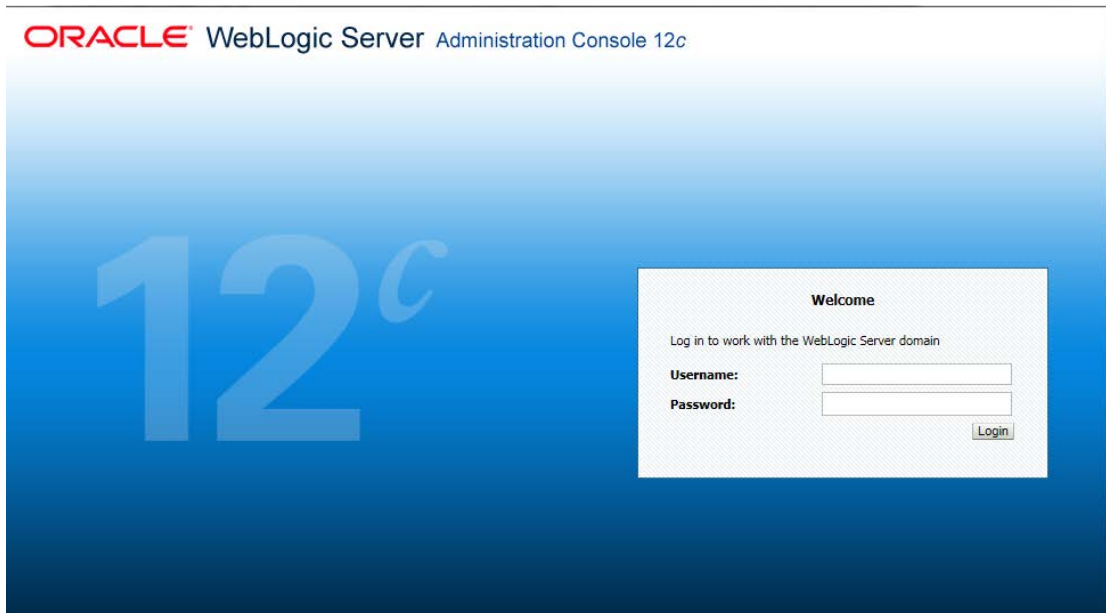 ORACLE WebLogic Server Administration Console 12c
12c
Welcome
Log in to work with the WebLogic Server domain
Username:
Password:
Login